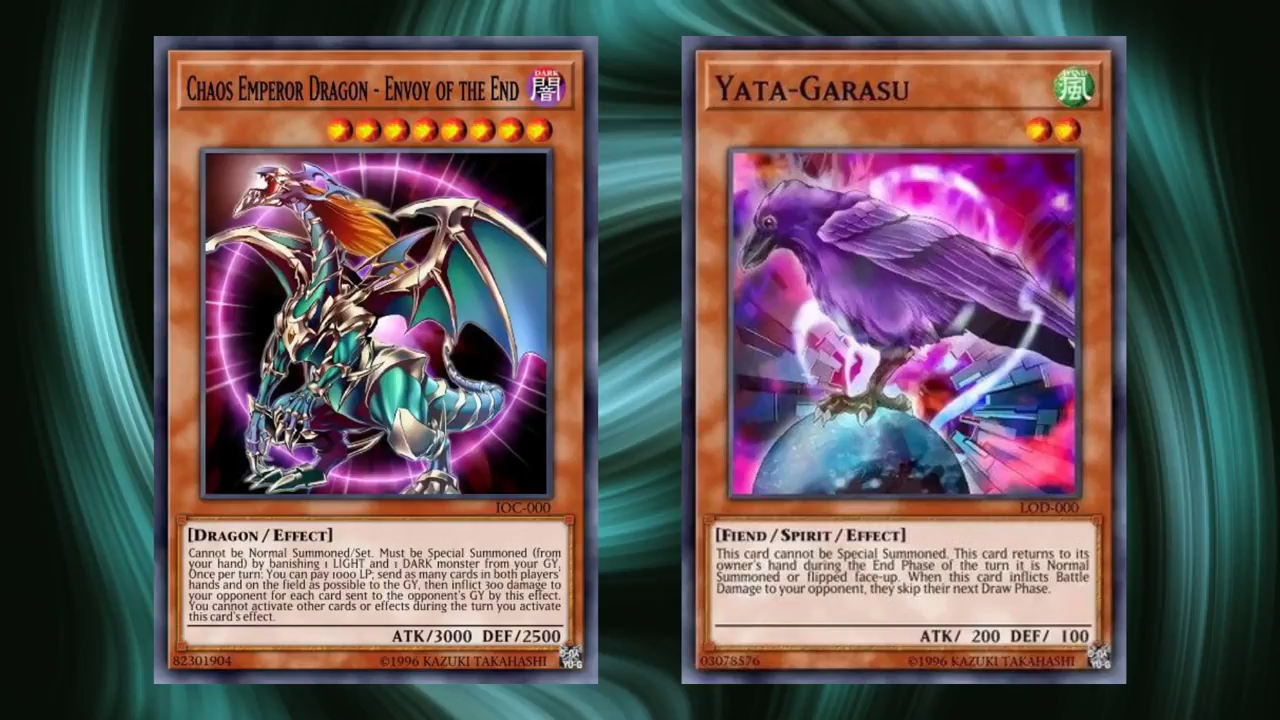 CHAOS EMPEROR DRAGON - ENVOY OF THE END
DARK
闇
IOC-000
[DRAGON / EFFECT]
Cannot be Normal Summoned/Set. Must be Special Summoned (from
your hand) by banishing 1 LIGHT and 1 DARK monster from your GY.
Once per turn: You can pay 1000 LP; send as many cards in both players'
hands and on the field as possible to the GY, then inflict 300 damage to
your opponent for each card sent to the opponent's GY by this effect.
You cannot activate other cards or effects during the turn you activate
this card's effect.
ATK/3000 DEF/2500
82301904
©1996 KAZUKI TAKAHASHI
YATA-GARASU
WIND
風
LOD-000
[FIEND / SPIRIT / EFFECT]
This card cannot be Special Summoned. This card returns to its
owner's hand during the End Phase of the turn it is Normal
Summoned or flipped face-up. When this card inflicts Battle
Damage to your opponent, they skip their next Draw Phase.
ATK/ 200 DEF/ 100
03078576
©1996 KAZUKI TAKAHASHI